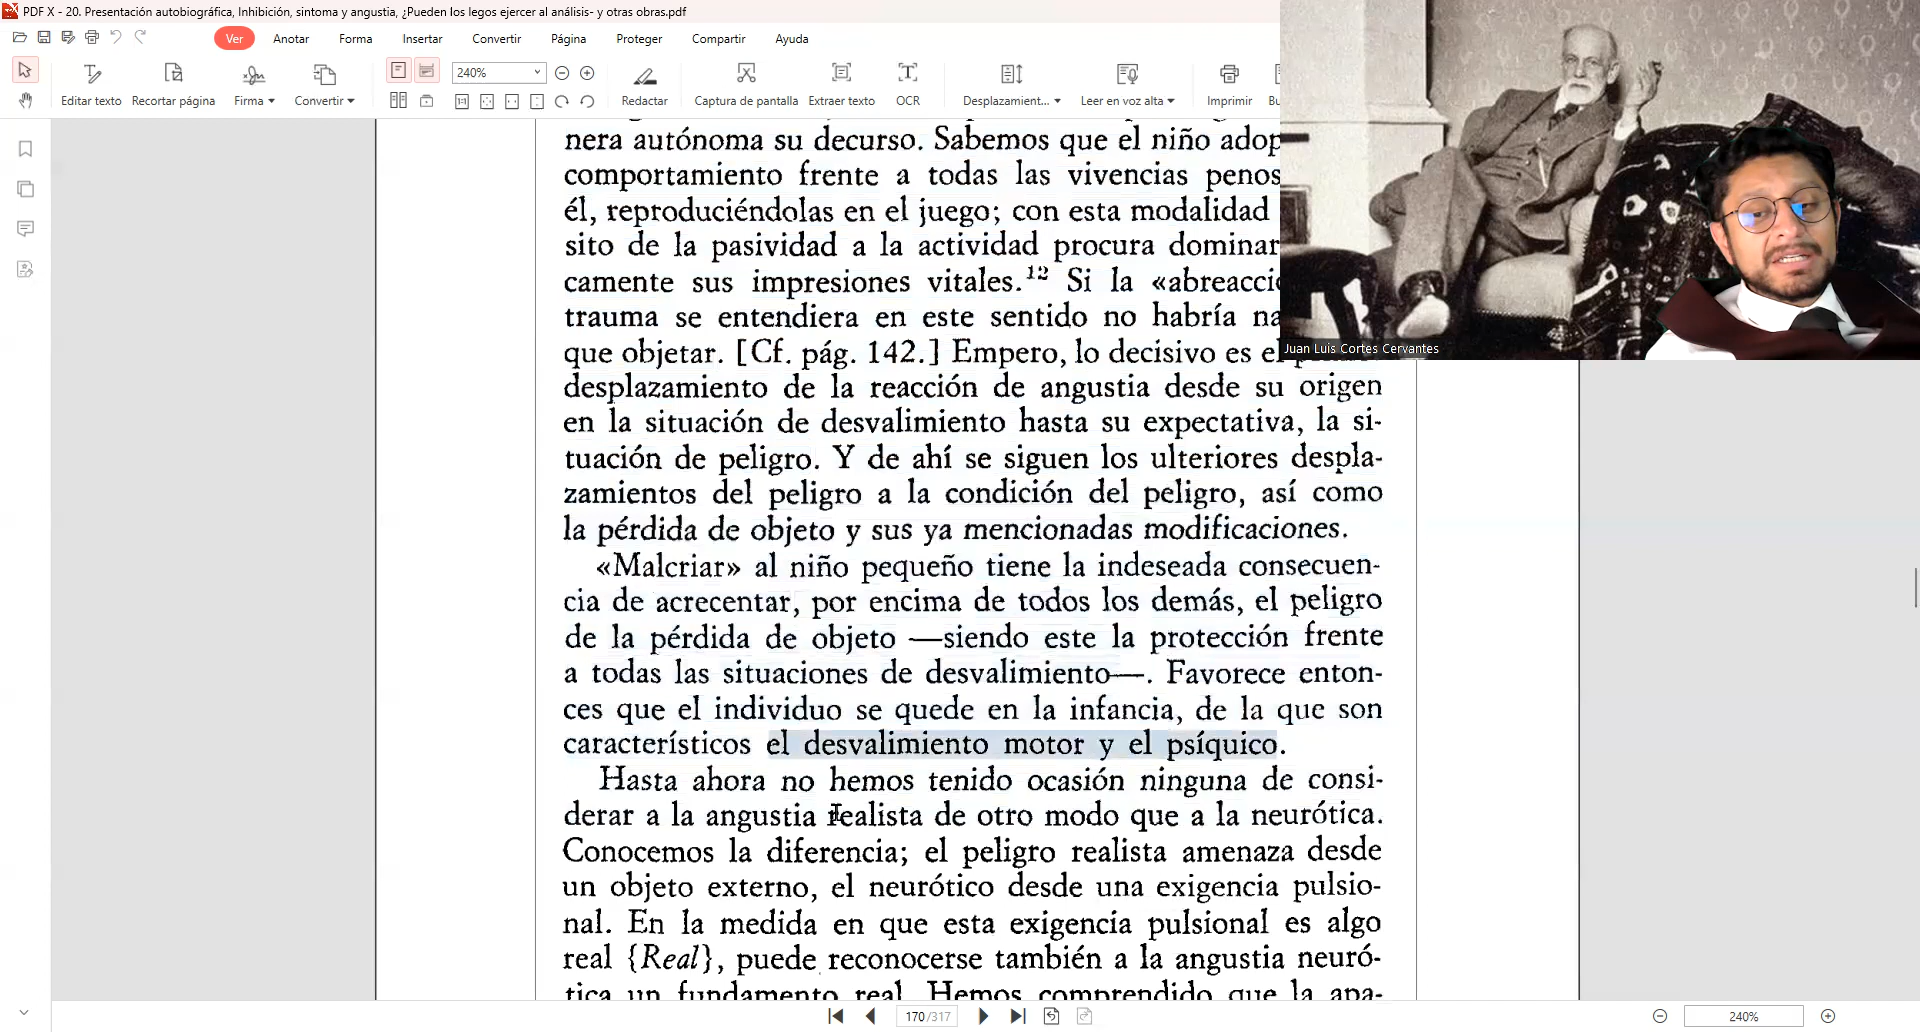 PDF X - 20. Presentación autobiográfica, Inhibición, sintoma y angustia, ¿Pueden los legos ejercer al análisis- y otras obras.pdf
Ver Anotar Forma Insertar Convertir Página Proteger Compartir Ayuda
240%
Editar texto Recortar página Firma Convertir Redactar Captura de pantalla Extraer texto OCR Desplazamient... Leer en voz alta Imprimir
Juan Luis Cortes Cervantes
nera autónoma su decurso. Sabemos que el niño adop
comportamiento frente a todas las vivencias penos
él, reproduciéndolas en el juego; con esta modalidad
sito de la pasividad a la actividad procura dominar
camente sus impresiones vitales.12 Si la «abreacci
trauma se entendiera en este sentido no habría na
que objetar. [Cf. pág. 142.] Empero, lo decisivo es el
desplazamiento de la reacción de angustia desde su origen
en la situación de desvalimiento hasta su expectativa, la si-
tuación de peligro. Y de ahí se siguen los ulteriores despla-
zamientos del peligro a la condición del peligro, así como
la pérdida de objeto y sus ya mencionadas modificaciones.
«Malcriar» al niño pequeño tiene la indeseada consecuen-
cia de acrecentar, por encima de todos los demás, el peligro
de la pérdida de objeto —siendo este la protección frente
a todas las situaciones de desvalimiento—. Favorece enton-
ces que el individuo se quede en la infancia, de la que son
característicos el desvalimiento motor y el psíquico.
Hasta ahora no hemos tenido ocasión ninguna de consi-
derar a la angustia realista de otro modo que a la neurótica.
Conocemos la diferencia; el peligro realista amenaza desde
un objeto externo, el neurótico desde una exigencia pulsio-
nal. En la medida en que esta exigencia pulsional es algo
real {Real}, puede reconocerse también a la angustia neuró-
tica un fundamento real. Hemos comprendido que la apa-
170/317
240%